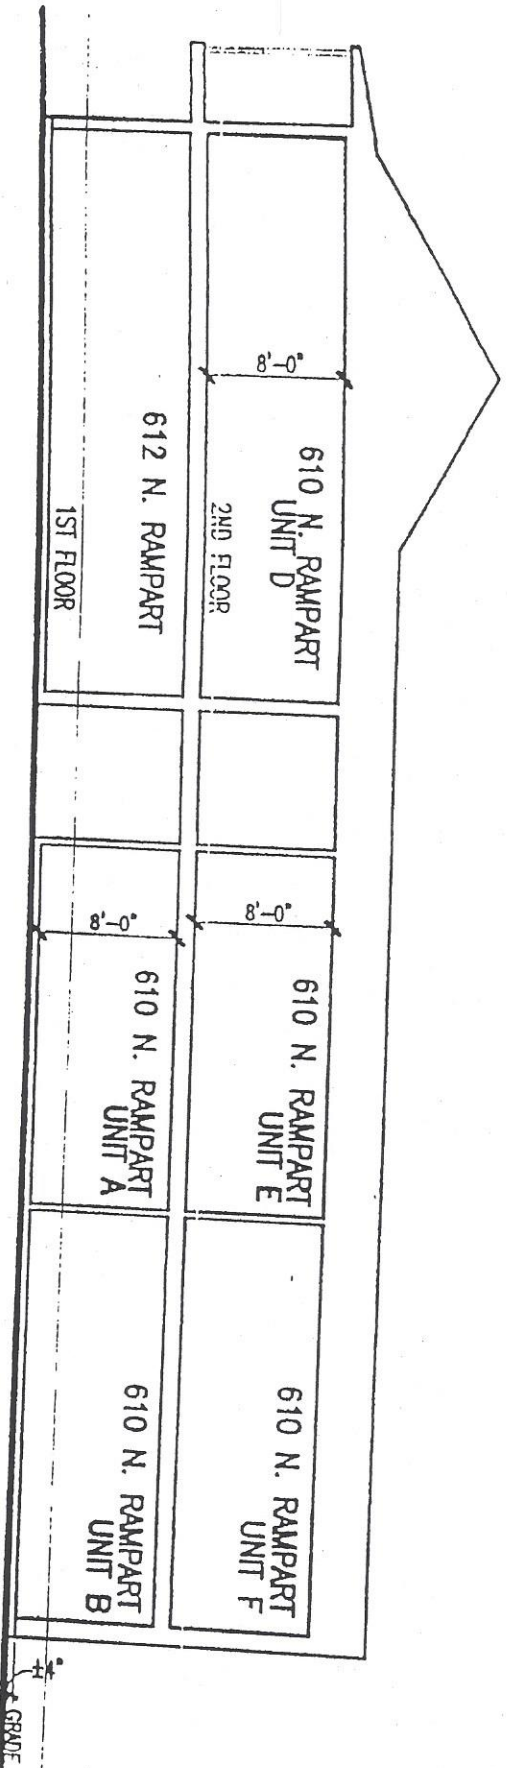 8'-0"
610 N. RAMPART
UNIT D
2ND FLOOR
612 N. RAMPART
1ST FLOOR
8'-0"
610 N. RAMPART
UNIT E
8'-0"
610 N. RAMPART
UNIT A
610 N. RAMPART
UNIT F
610 N. RAMPART
UNIT B
±4"
GRADE